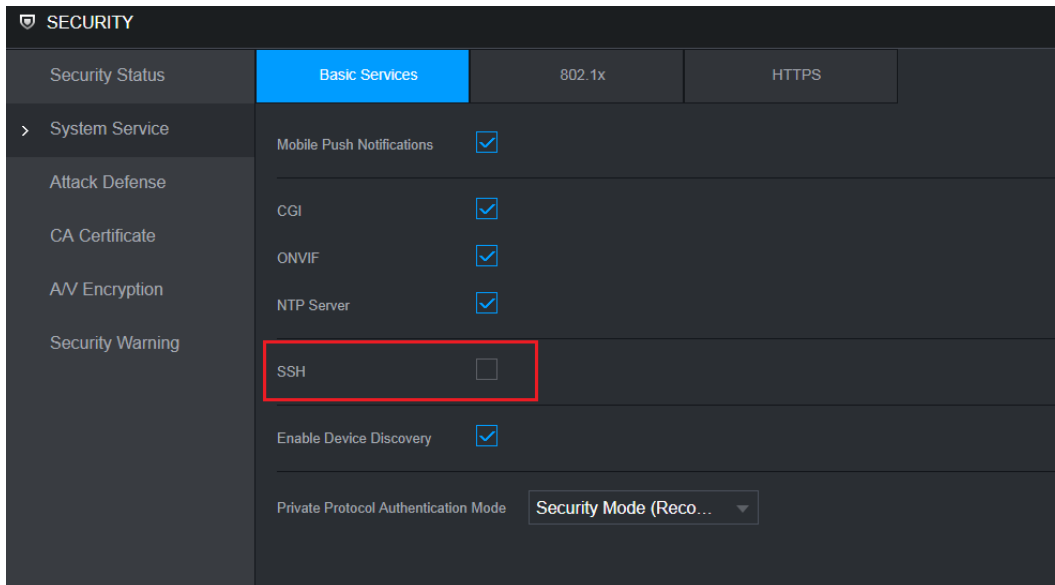 SECURITY
Security Status
Basic Services
802.1x
HTTPS
System Service
Mobile Push Notifications
Attack Defense
CGI
CA Certificate
ONVIF
A/V Encryption
NTP Server
Security Warning
SSH
Enable Device Discovery
Private Protocol Authentication Mode
Security Mode (Reco...